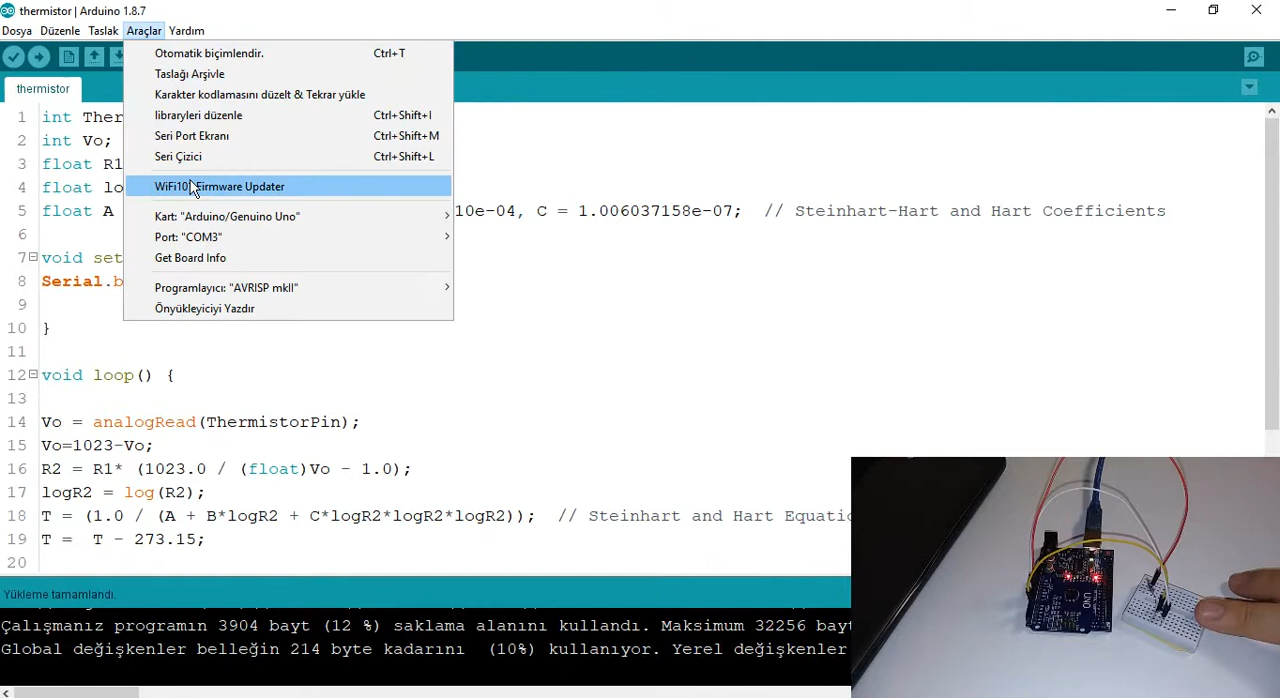 thermistor | Arduino 1.8.7
Dosya Düzenle Taslak Araçlar Yardım
Otomatik biçimlendir. Ctrl+T
Taslağı Arşivle
Karakter kodlamasını düzelt & Tekrar yükle
libraryleri düzenle Ctrl+Shift+I
Seri Port Ekranı Ctrl+Shift+M
Seri Çizici Ctrl+Shift+L
WiFi10 Firmware Updater
Kart: "Arduino/Genuino Uno"
Port: "COM3"
Get Board Info
Programlayıcı: "AVRISP mkII"
Önyükleyiciyi Yazdır
thermistor
1 int Ther
2 int Vo;
3 float R1
4 float lo
5 float A 10e-04, C = 1.006037158e-07; // Steinhart-Hart and Hart Coefficients
6
7 void set
8 Serial.b
9
10 }
11
12 void loop() {
13
14 Vo = analogRead(ThermistorPin);
15 Vo=1023-Vo;
16 R2 = R1* (1023.0 / (float)Vo - 1.0);
17 logR2 = log(R2);
18 T = (1.0 / (A + B*logR2 + C*logR2*logR2*logR2)); // Steinhart and Hart Equatio
19 T = T - 273.15;
20
Yükleme tamamlandı.
Çalışmanız programın 3904 bayt (12 %) saklama alanını kullandı. Maksimum 32256 bayt
Global değişkenler belleğin 214 byte kadarını (10%) kullanıyor. Yerel değişkenler
UNO